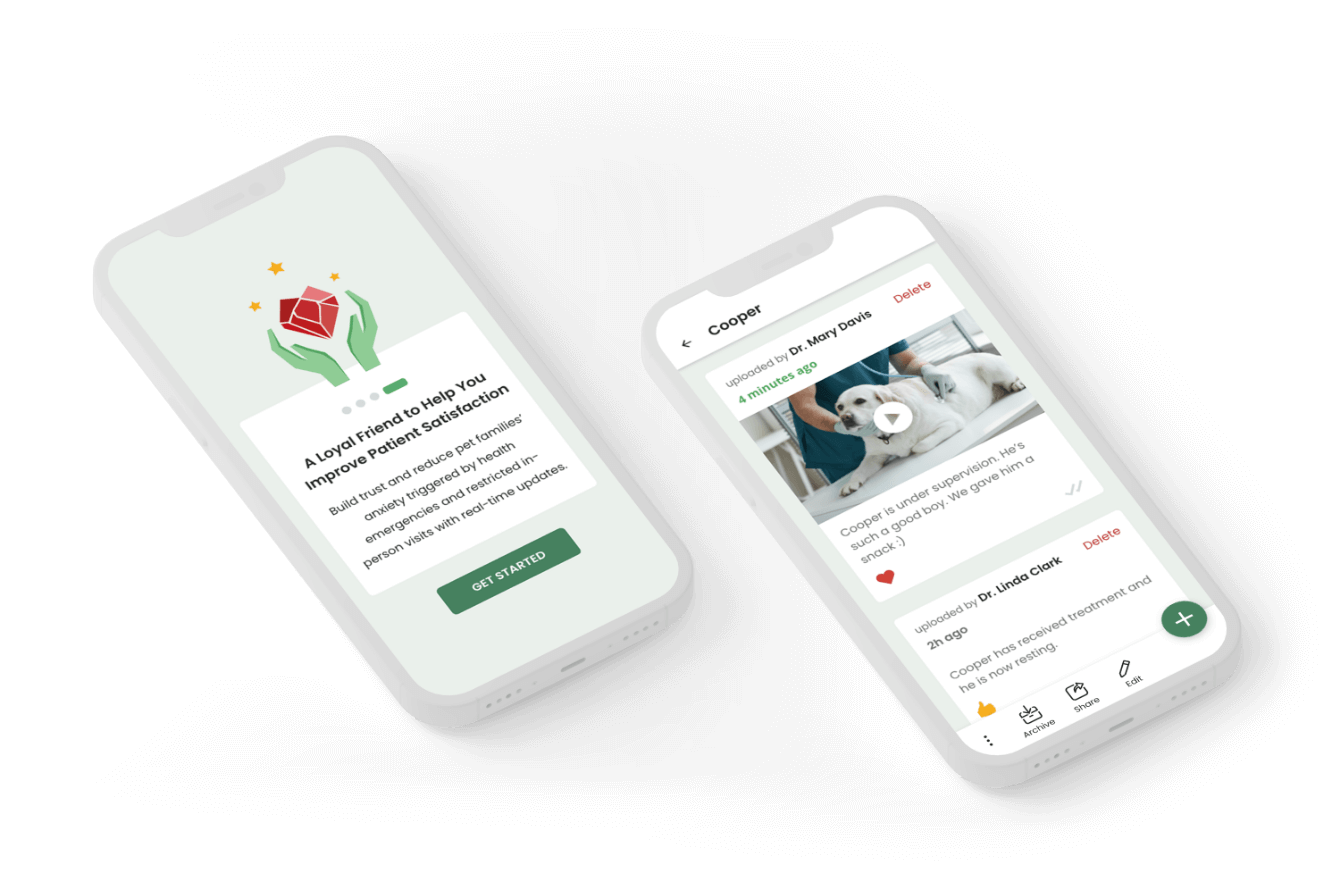 A Loyal Friend to Help You
Improve Patient Satisfaction
Build trust and reduce pet families'
anxiety triggered by health
emergencies and restricted in-
person visits with real-time updates.
GET STARTED
Cooper
uploaded by Dr. Mary Davis
Delete
4 minutes ago
Cooper is under supervision. He's
such a good boy. We gave him a
snack :)
uploaded by Dr. Linda Clark
Delete
2h ago
Cooper has received treatment and
he is now resting.
Archive
Share
Edit